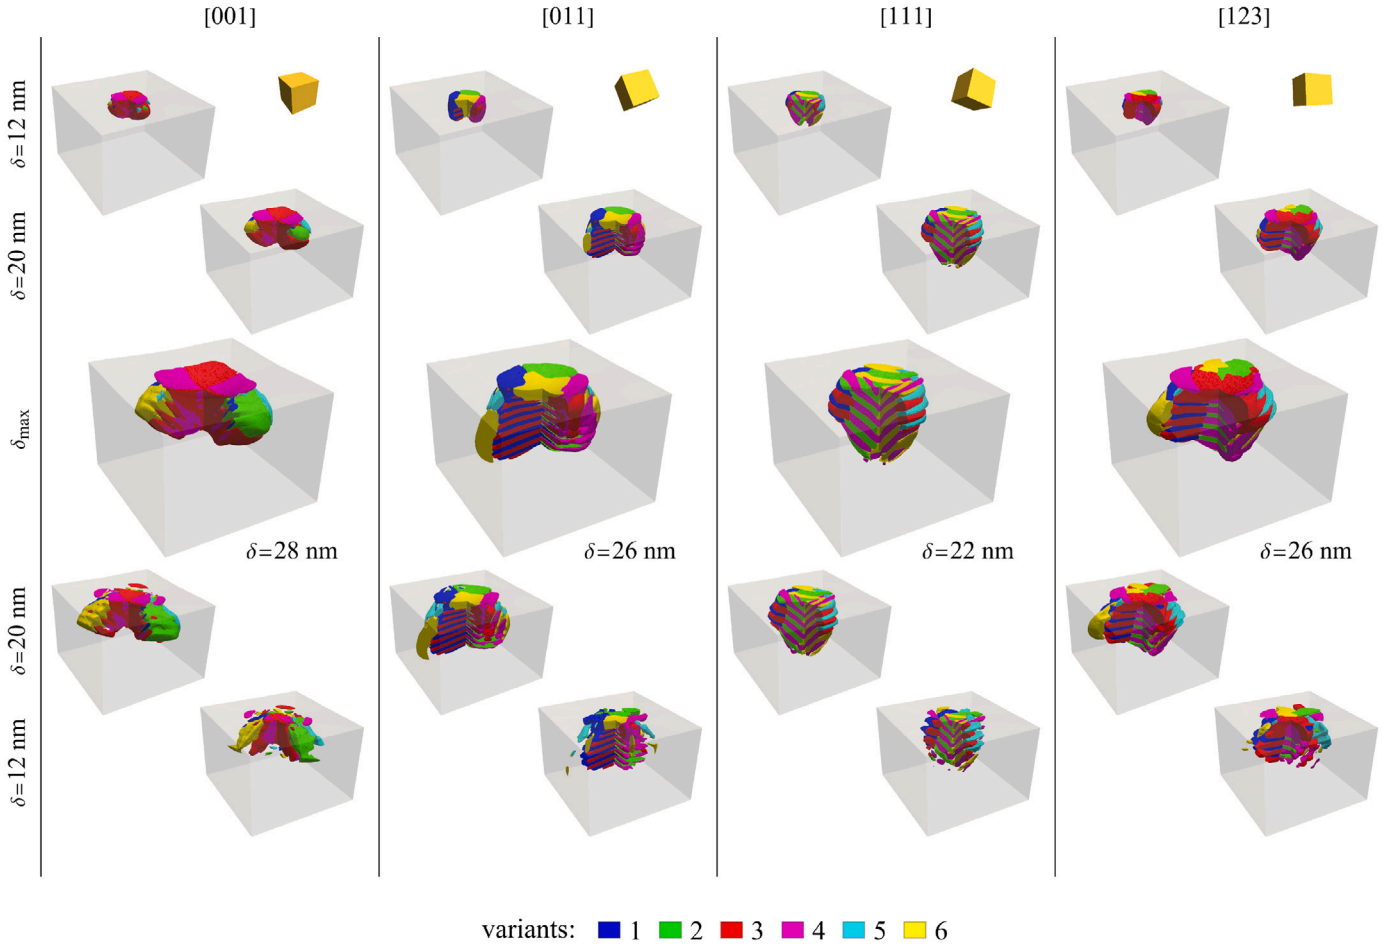 [001] [011] [111] [123]
δ=12 nm
δ=20 nm
δmax
δ=28 nm δ=26 nm δ=22 nm δ=26 nm
δ=20 nm
δ=12 nm
variants: 1 2 3 4 5 6